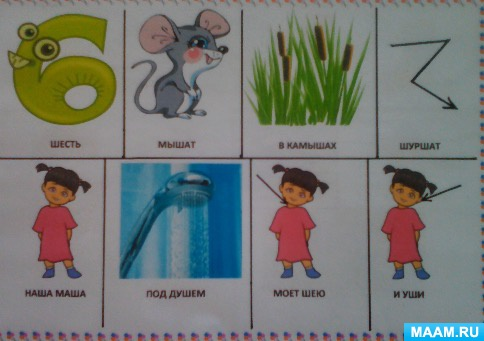 ШЕСТЬ
МЫШАТ
В КАМЫШАХ
ШУРШАТ
НАША МАША
ПОД ДУШЕМ
МОЕТ ШЕЮ
И УШИ
MAAM.RU